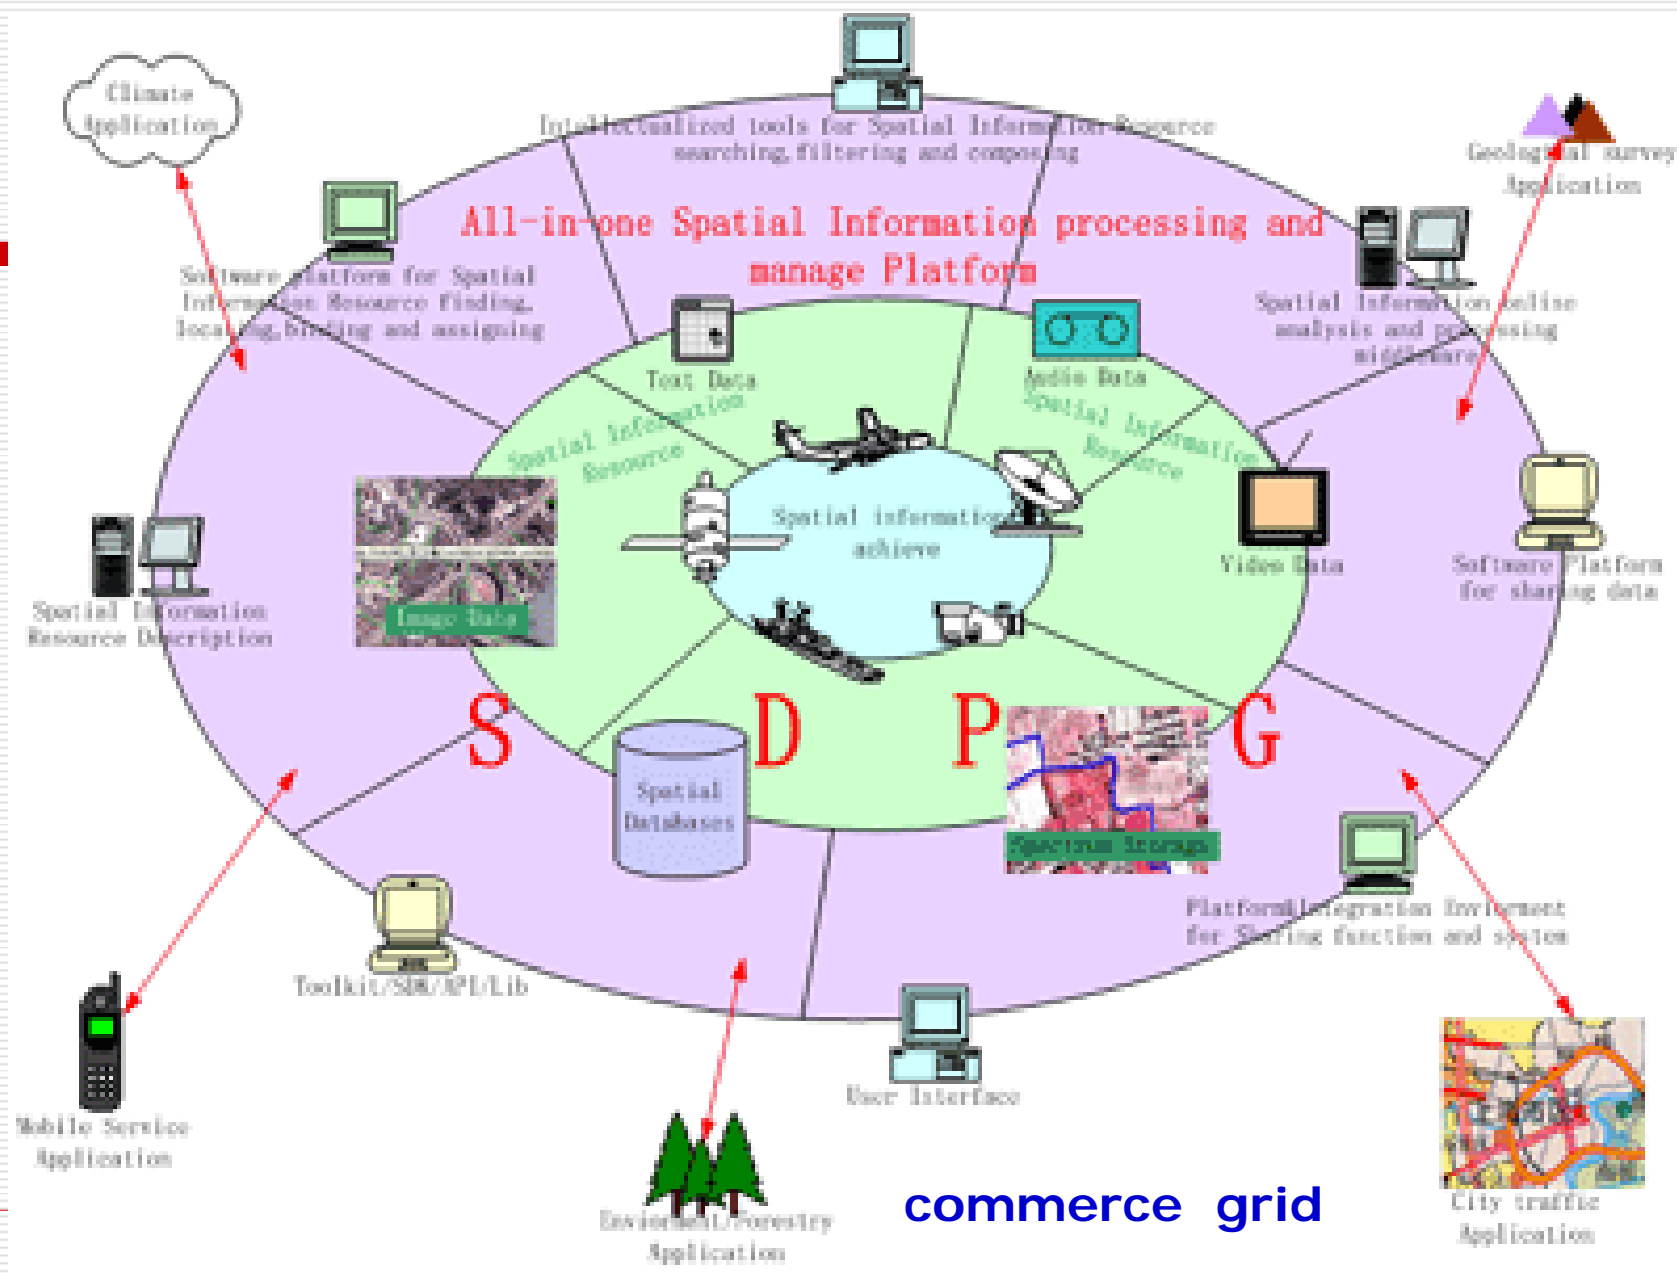 Climate
Application
Intellectualized tools for Spatial Information Resource
searching,filtering and composing
Geological survey
Application
All-in-one Spatial Information processing and
manage Platform
Software platform for Spatial
Information Resource finding,
locating,binding and assigning
Spatial Information online
analysis and processing
middleware
Text Data
Audio Data
Spatial Information
Resource
Spatial Information
Resource
Spatial information
achieve
Video Data
Software Platform
for sharing data
Spatial Information
Resource Description
Image Data
S D P G
Spatial
Databases
Spectrum Storage
Platform&Integration Enviorment
for Sharing function and system
Toolkit/SDK/API/Lib
User Interface
Mobile Service
Application
Enviorment/Forestry
Application
commerce grid
City traffic
Application